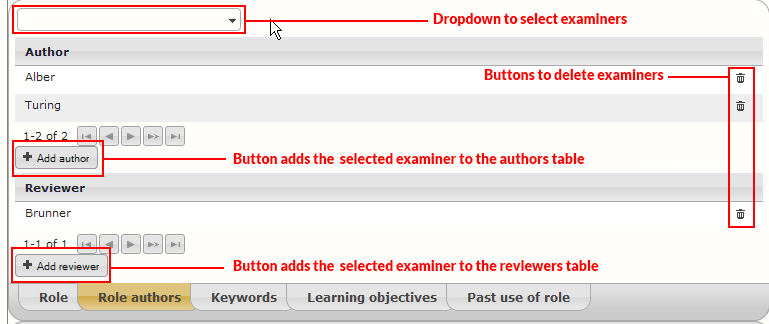 Dropdown to select examiners
Author
Alber
Buttons to delete examiners
Turing
1-2 of 2
Add author
Button adds the selected examiner to the authors table
Reviewer
Brunner
1-1 of 1
Add reviewer
Button adds the selected examiner to the reviewers table
Role Role authors Keywords Learning objectives Past use of role